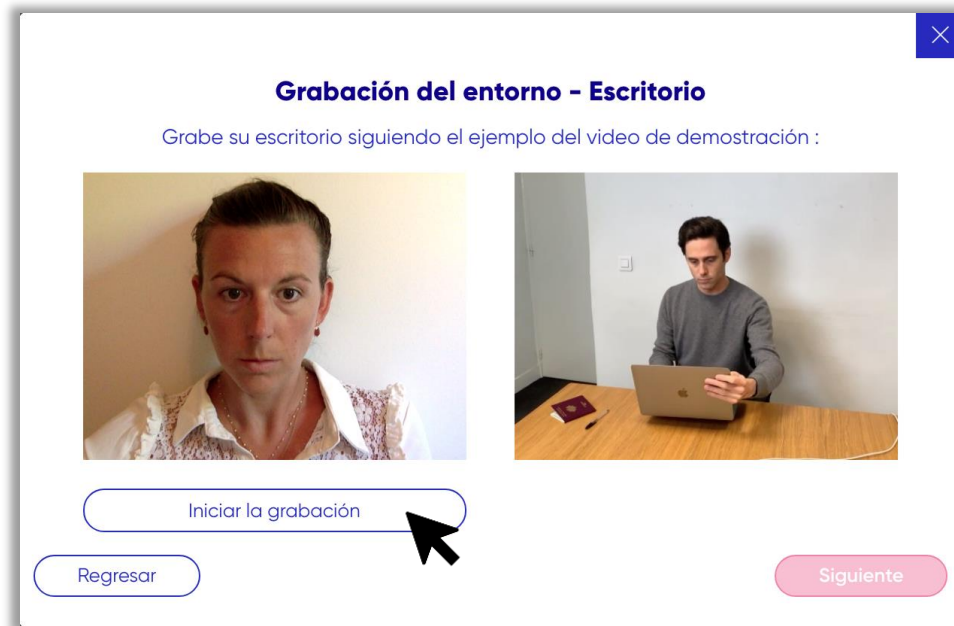 Grabación del entorno - Escritorio
Grabe su escritorio siguiendo el ejemplo del video de demostración :
Iniciar la grabación
Regresar
Siguiente